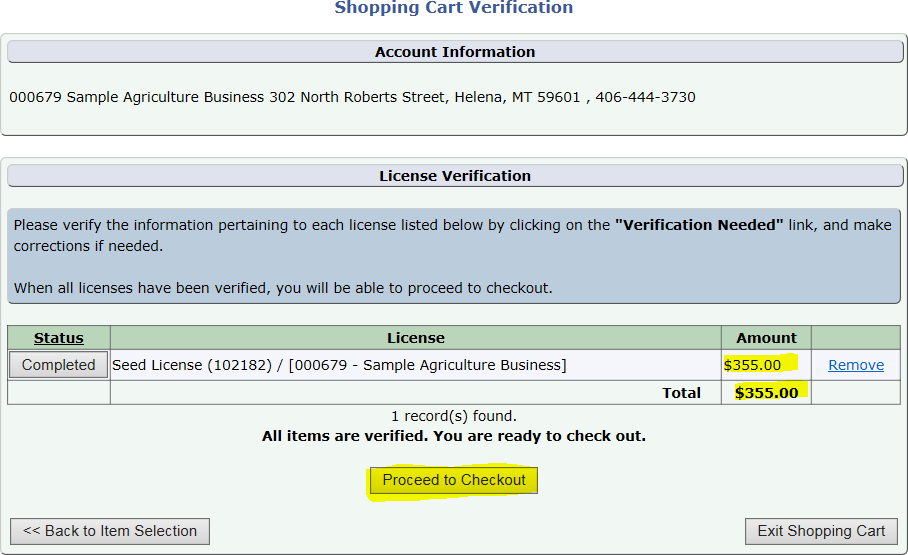 Shopping Cart Verification
Account Information
000679 Sample Agriculture Business 302 North Roberts Street, Helena, MT 59601 , 406-444-3730
License Verification
Please verify the information pertaining to each license listed below by clicking on the "Verification Needed" link, and make
corrections if needed.
When all licenses have been verified, you will be able to proceed to checkout.
Status License Amount
Completed Seed License (102182) / [000679 - Sample Agriculture Business] $355.00 Remove
Total $355.00
1 record(s) found.
All items are verified. You are ready to check out.
Proceed to Checkout
<< Back to Item Selection Exit Shopping Cart